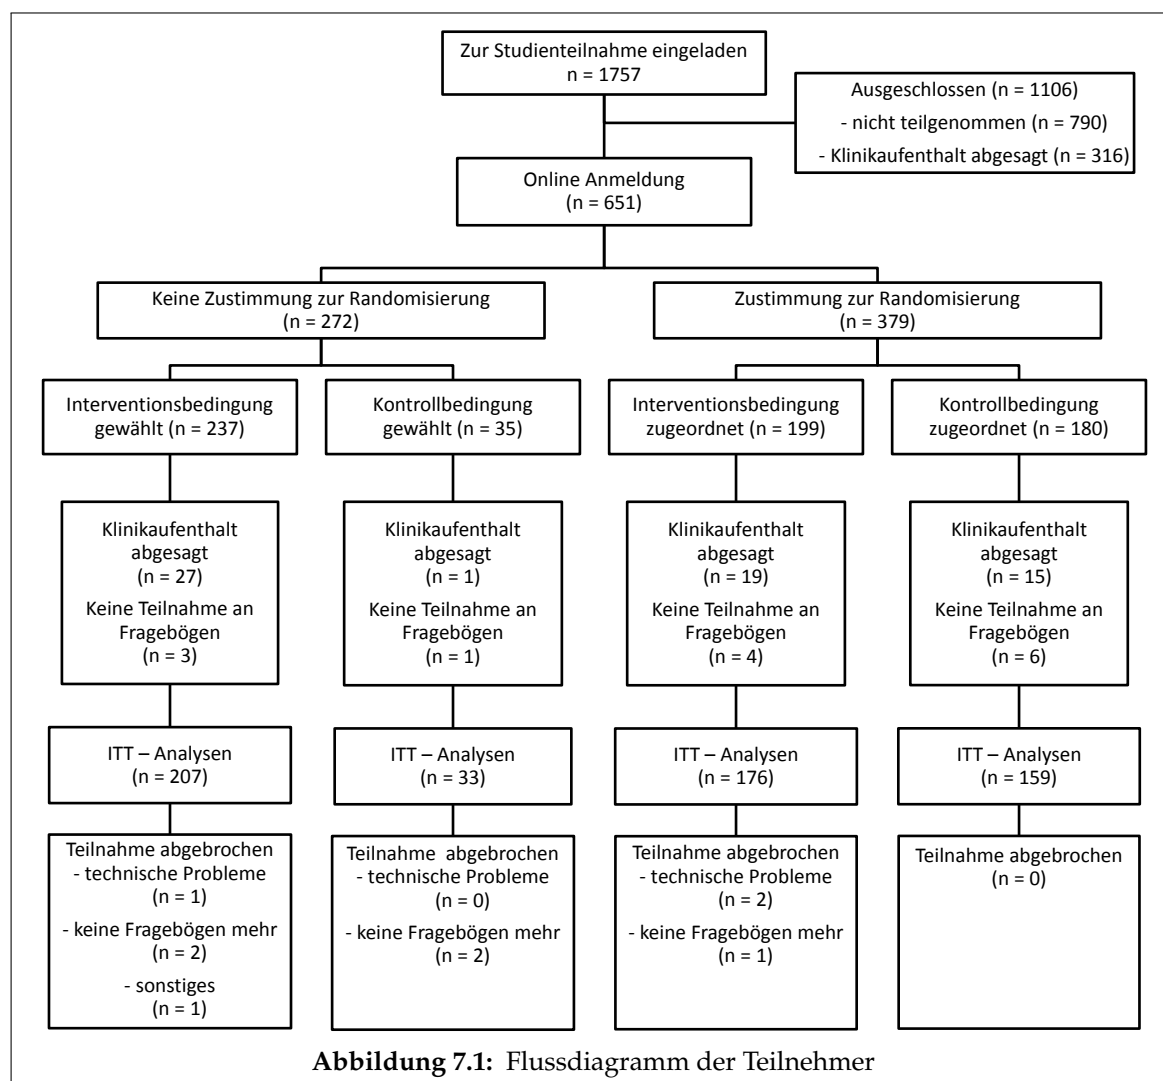 Zur Studienteilnahme eingeladen
n = 1757
Ausgeschlossen (n = 1106)
- nicht teilgenommen (n = 790)
- Klinikaufenthalt abgesagt (n = 316)
Online Anmeldung
(n = 651)
Keine Zustimmung zur Randomisierung
(n = 272)
Zustimmung zur Randomisierung
(n = 379)
Interventionsbedingung
gewählt (n = 237)
Kontrollbedingung
gewählt (n = 35)
Interventionsbedingung
zugeordnet (n = 199)
Kontrollbedingung
zugeordnet (n = 180)
Klinikaufenthalt
abgesagt
(n = 27)
Keine Teilnahme an
Fragebögen
(n = 3)
Klinikaufenthalt
abgesagt
(n = 1)
Keine Teilnahme an
Fragebögen
(n = 1)
Klinikaufenthalt
abgesagt
(n = 19)
Keine Teilnahme an
Fragebögen
(n = 4)
Klinikaufenthalt
abgesagt
(n = 15)
Keine Teilnahme an
Fragebögen
(n = 6)
ITT – Analysen
(n = 207)
ITT – Analysen
(n = 33)
ITT – Analysen
(n = 176)
ITT – Analysen
(n = 159)
Teilnahme abgebrochen
- technische Probleme
(n = 1)
- keine Fragebögen mehr
(n = 2)
- sonstiges
(n = 1)
Teilnahme abgebrochen
- technische Probleme
(n = 0)
- keine Fragebögen mehr
(n = 2)
Teilnahme abgebrochen
- technische Probleme
(n = 2)
- keine Fragebögen mehr
(n = 1)
Teilnahme abgebrochen
(n = 0)
Abbildung 7.1: Flussdiagramm der Teilnehmer